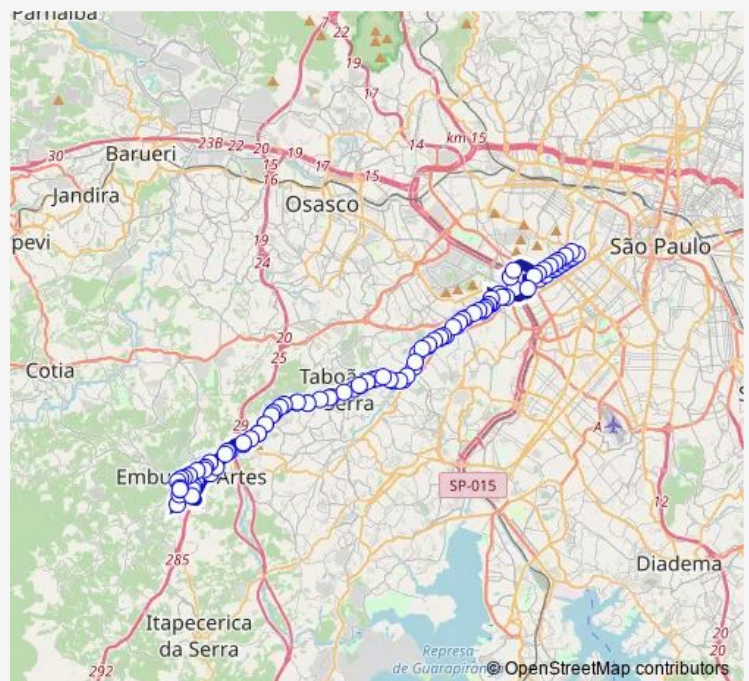 Parnaíba
7
22
19
17
14
km 15
30
23B 22 20 19
17
15
15
16
Barueri
Jandira
Osasco
pevi
19
24
São Paulo
20
25
Cotia
Taboão
Serra
29
A
Embu
Artes
SP-015
12
285
Diadema
Itapecerica
da Serra
20
20
292
Represa
de Guarapiranga
© OpenStreetMap contributors